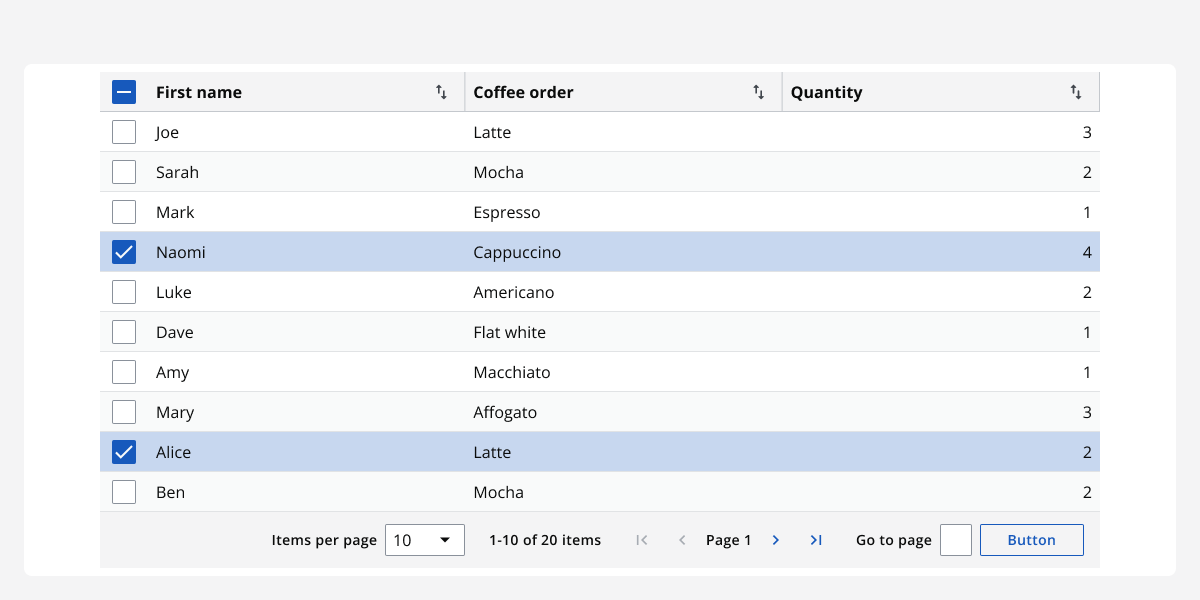 First name Coffee order Quantity
Joe Latte 3
Sarah Mocha 2
Mark Espresso 1
Naomi Cappuccino 4
Luke Americano 2
Dave Flat white 1
Amy Macchiato 1
Mary Affogato 3
Alice Latte 2
Ben Mocha 2
Items per page 10 1-10 of 20 items Page 1 Go to page Button